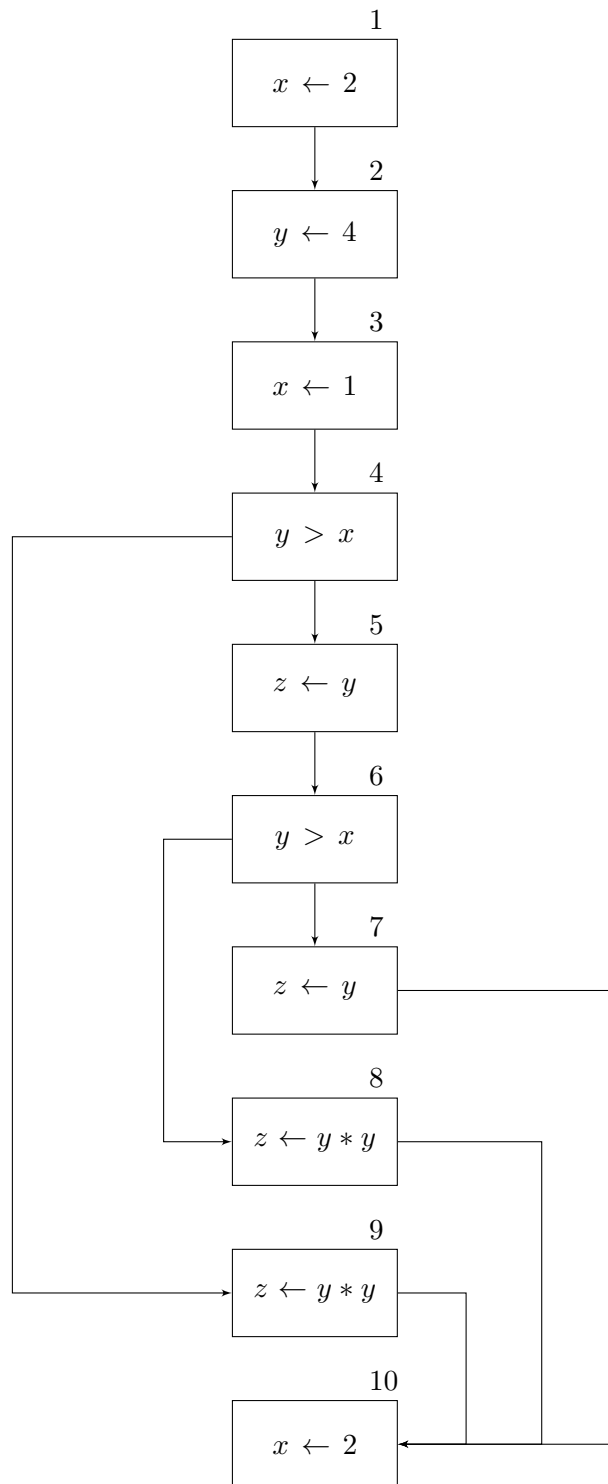 1
x ← 2
2
y ← 4
3
x ← 1
4
y > x
5
z ← y
6
y > x
7
z ← y
8
z ← y ∗ y
9
z ← y ∗ y
10
x ← 2